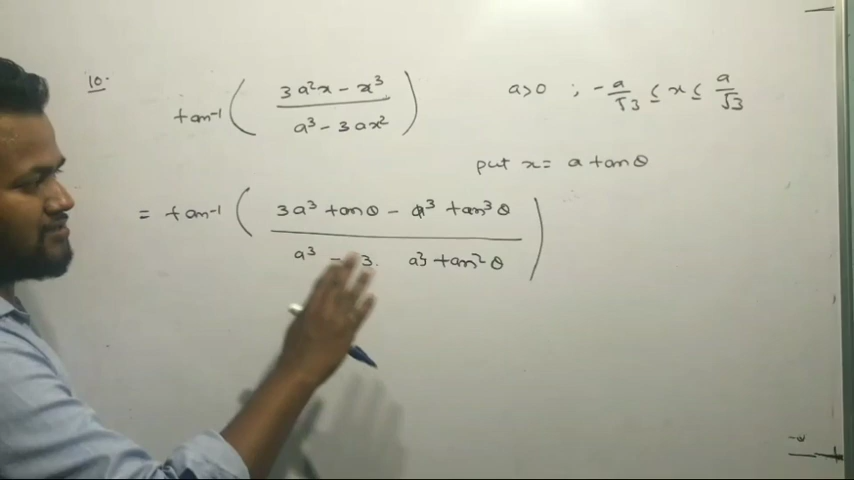 10.
tan⁻¹ ( (3a²x − x³) / (a³ − 3ax²) )    a>0 ; −a/√3 ≤ x ≤ a/√3
put x = a tanθ
= tan⁻¹ ( (3a³ tanθ − a³ tan³θ) / (a³ − 3. a³ tan²θ) )